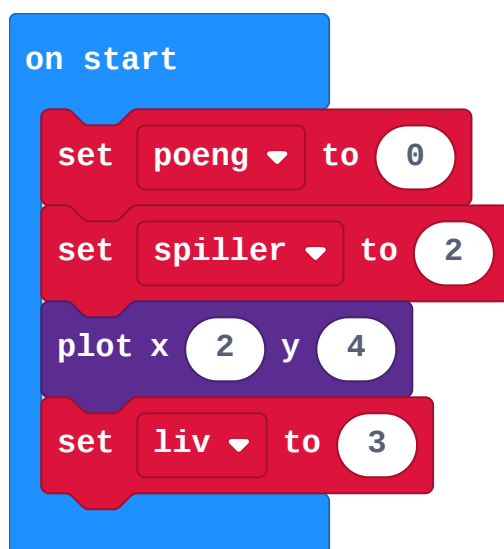 on start
set poeng to 0
set spiller to 2
plot x 2 y 4
set liv to 3